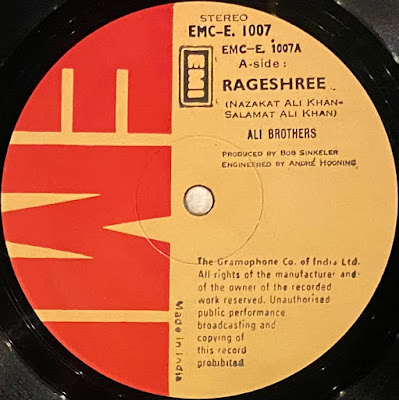 STEREO
EMC-E. 1007
EMC-E. 1007A
A-side:
EMI
RAGESHREE
(NAZAKAT ALI KHAN-
SALAMAT ALI KHAN)
ALI BROTHERS
PRODUCED BY BOB SINKELER
ENGINEERED BY ANDRÉ HOONING
EMI
The Gramophone Co. of India Ltd.
All rights of the manufacturer and
of the owner of the recorded
work reserved. Unauthorised
public performance
broadcasting and
copying of
this record
prohibited
Made in India